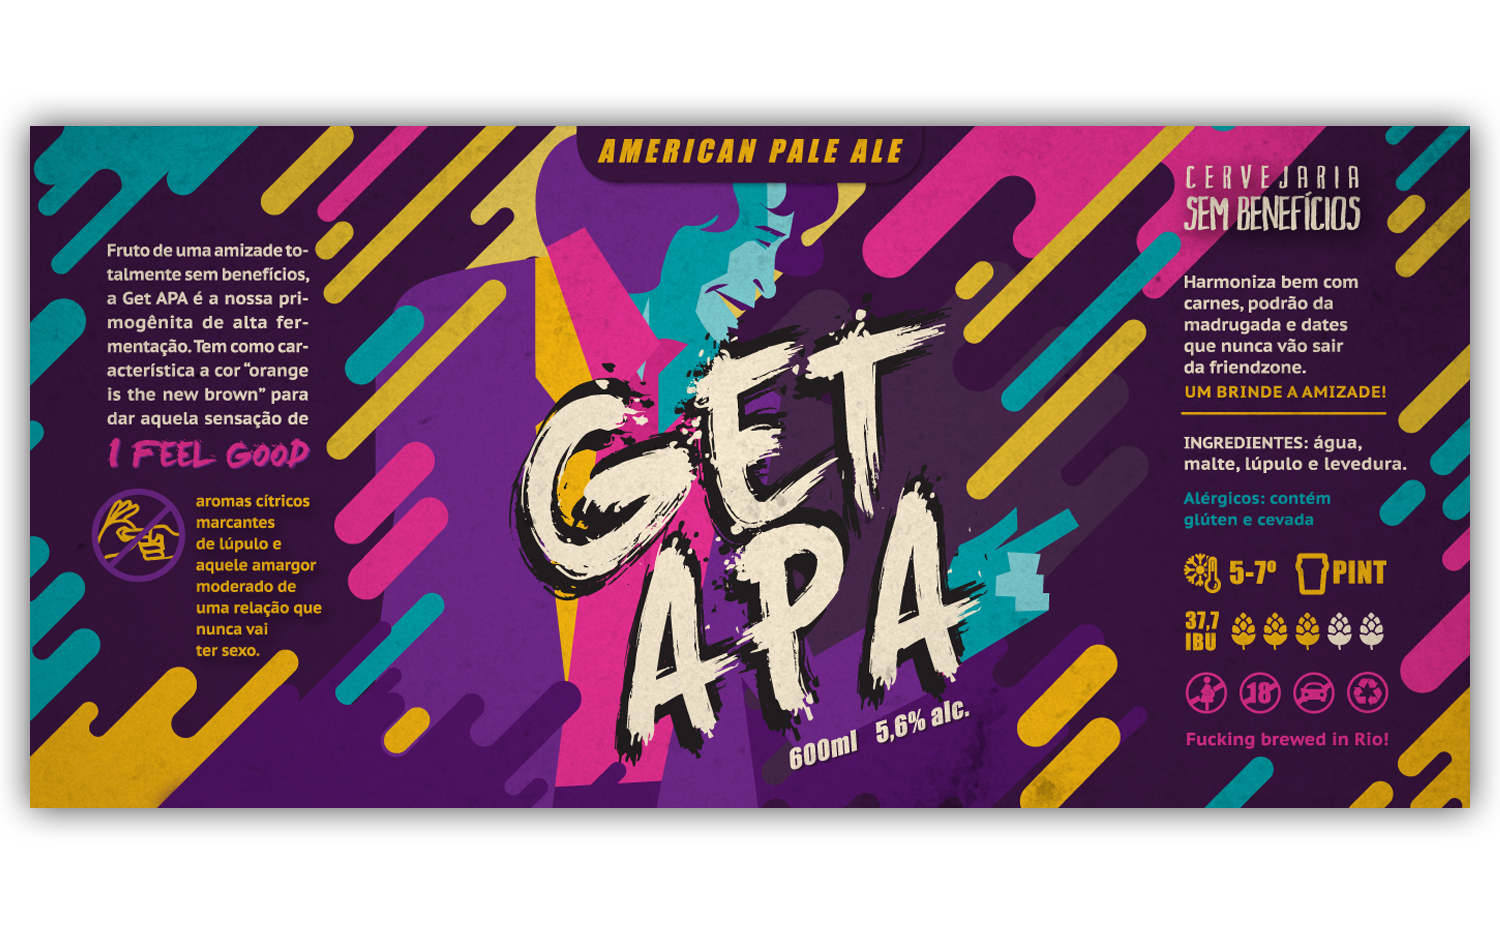 AMERICAN PALE ALE
Fruto de uma amizade to-
talmente sem benefícios,
a Get APA é a nossa pri-
mogênita de alta fer-
mentação. Tem como car-
acterística a cor “orange
is the new brown” para
dar aquela sensação de
I FEEL GOOD
aromas cítricos
marcantes
de lúpulo e
aquele amargor
moderado de
uma relação que
nunca vai
ter sexo.
GET
APA
600ml 5,6% alc.
CERVEJARIA
SEM BENEFÍCIOS
Harmoniza bem com
carnes, podrão da
madrugada e dates
que nunca vão sair
da friendzone.
UM BRINDE A AMIZADE!
INGREDIENTES: água,
malte, lúpulo e levedura.
Alérgicos: contém
glúten e cevada
5-7º PINT
37,7
IBU
18
Fucking brewed in Rio!